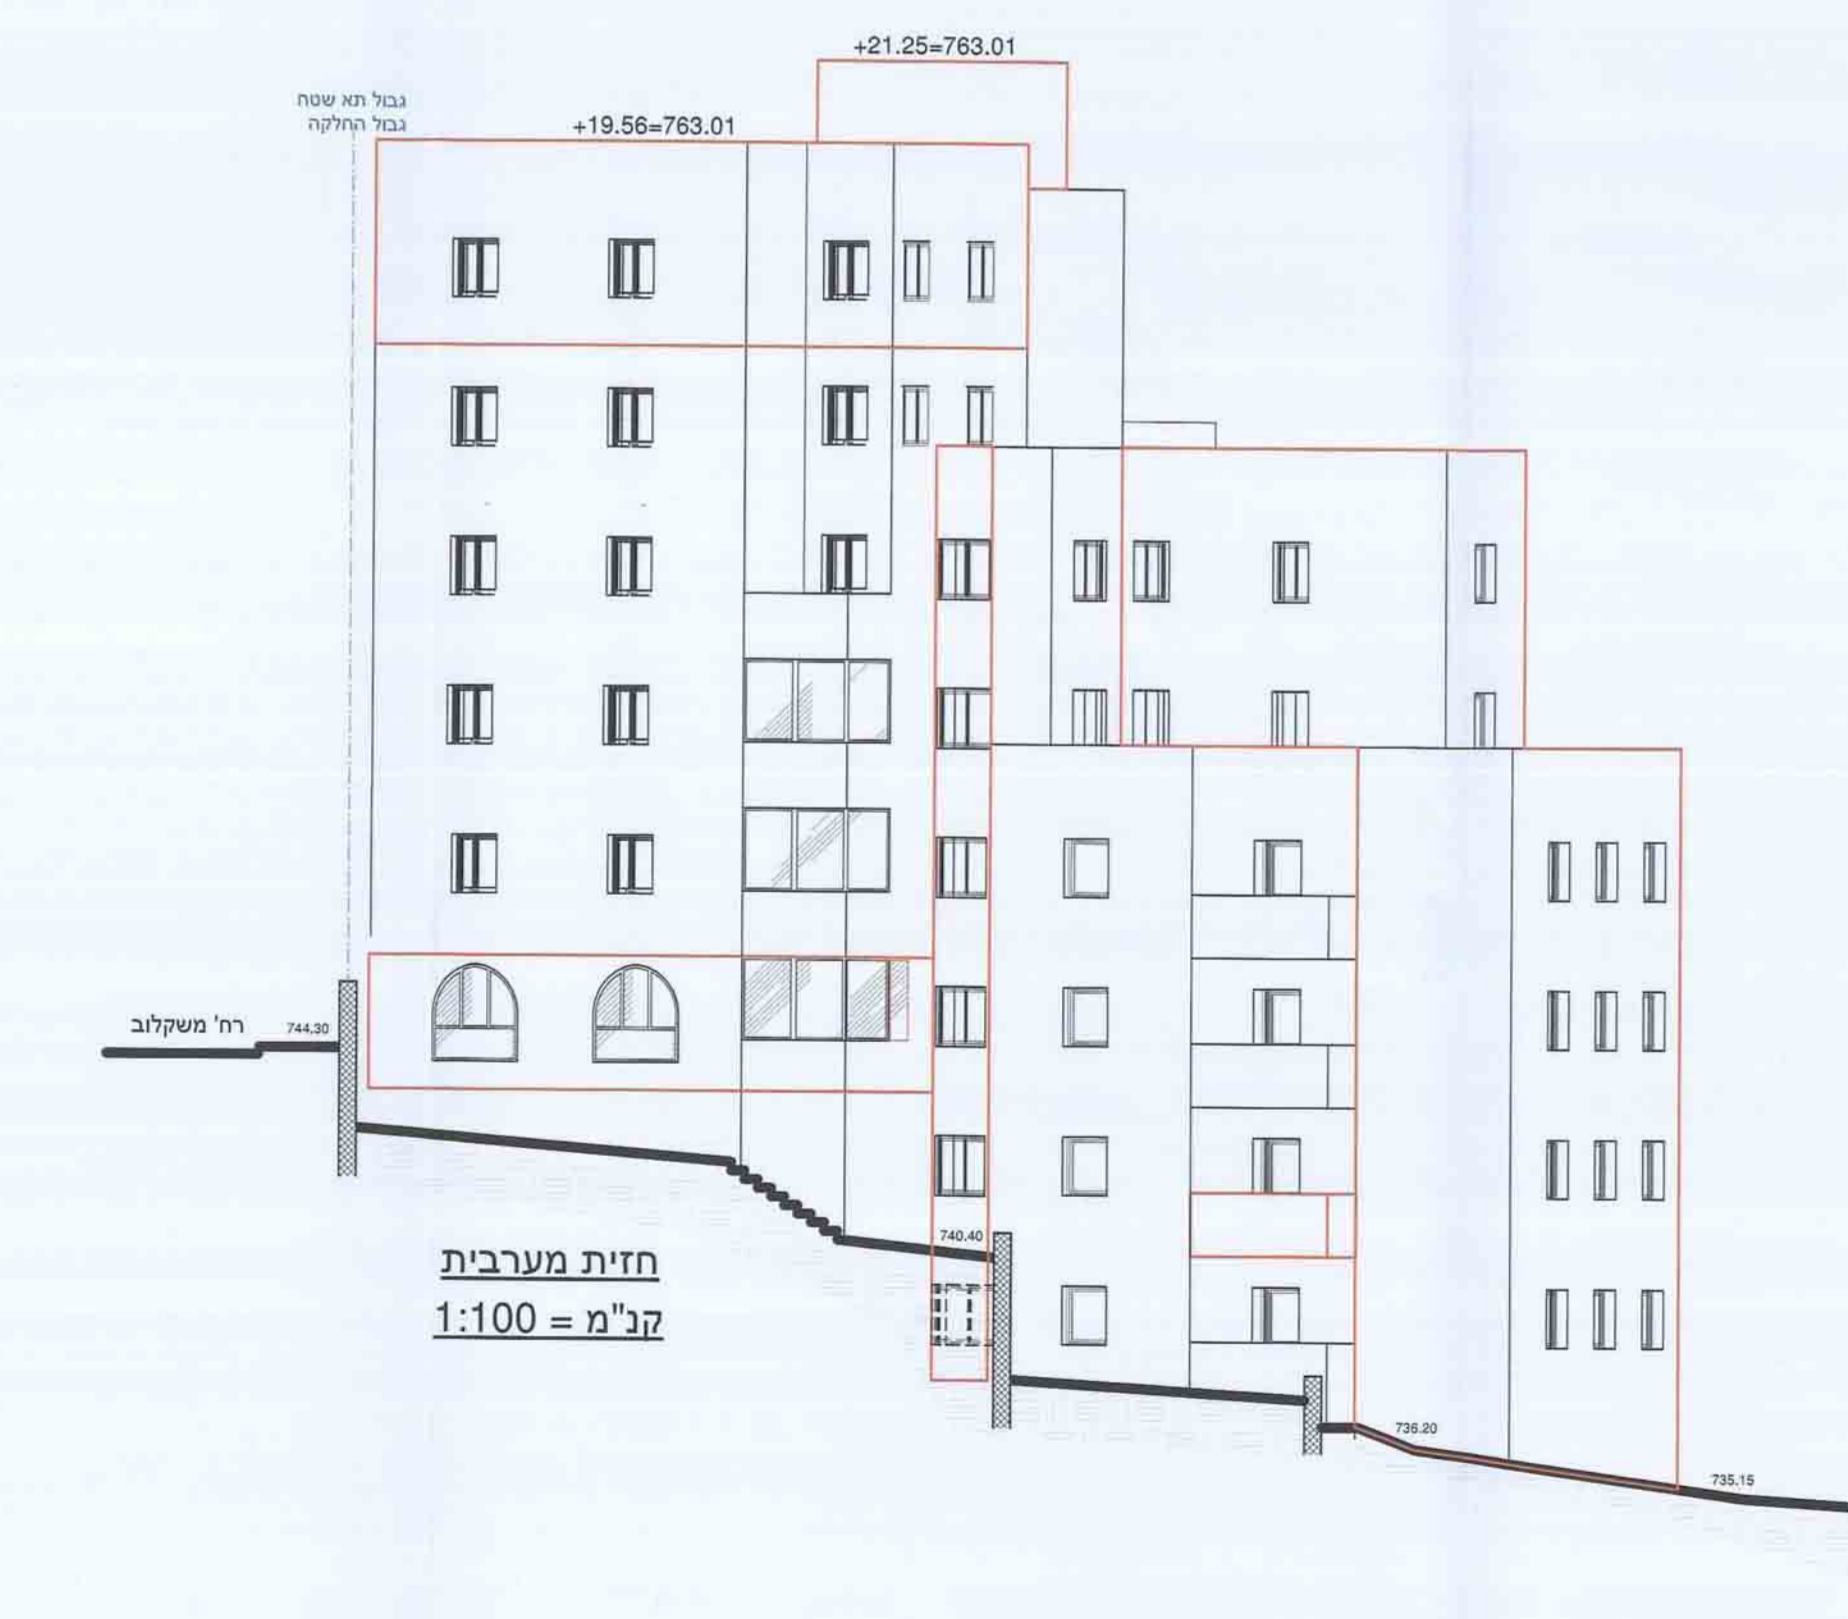 +21.25=763.01
גבול תא שטח
גבול החלקה
+19.56=763.01
רח' משקלוב
744.30
740.40
חזית מערבית
קנ"מ = 1:100
736.20
735.15